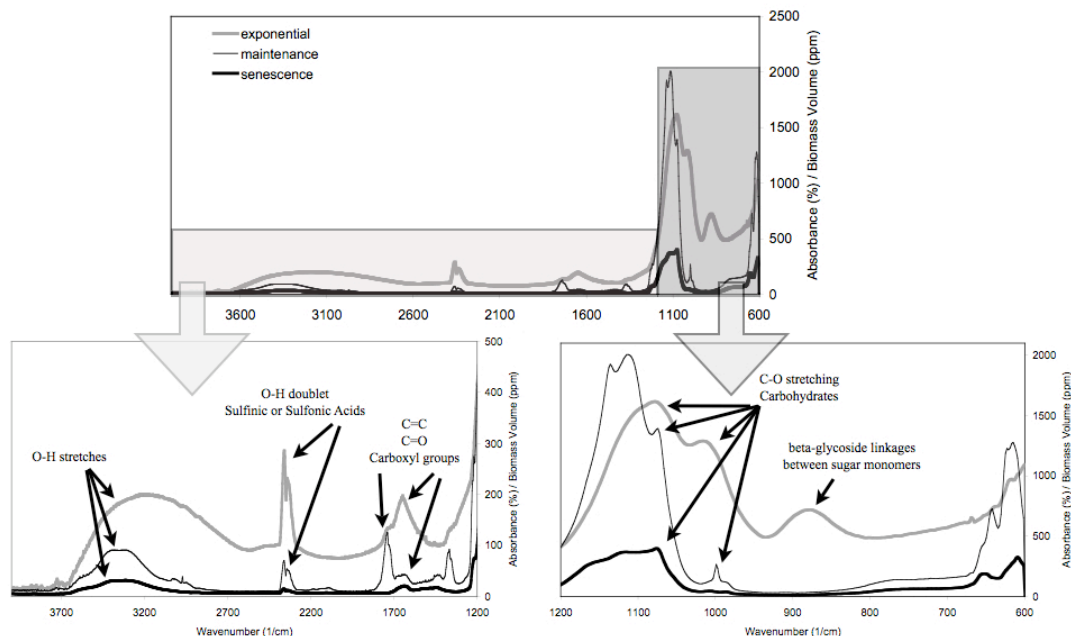 exponential
maintenance
senescence
2500
2000
1500
1000
500
0
Absorbance (%) / Biomass Volume (ppm)
3600 3100 2600 2100 1600 1100 600
O-H stretches
O-H doublet
Sulfinic or Sulfonic Acids
C=C
C=O
Carboxyl groups
500
400
300
200
100
0
Absorbance (%) / Biomass Volume (ppm)
3700 3200 2700 2200 1700 1200
Wavenumber (1/cm)
C-O stretching
Carbohydrates
beta-glycoside linkages
between sugar monomers
2000
1500
1000
500
0
Absorbance (%) / Biomass Volume (ppm)
1200 1100 1000 900 800 700 600
Wavenumber (1/cm)